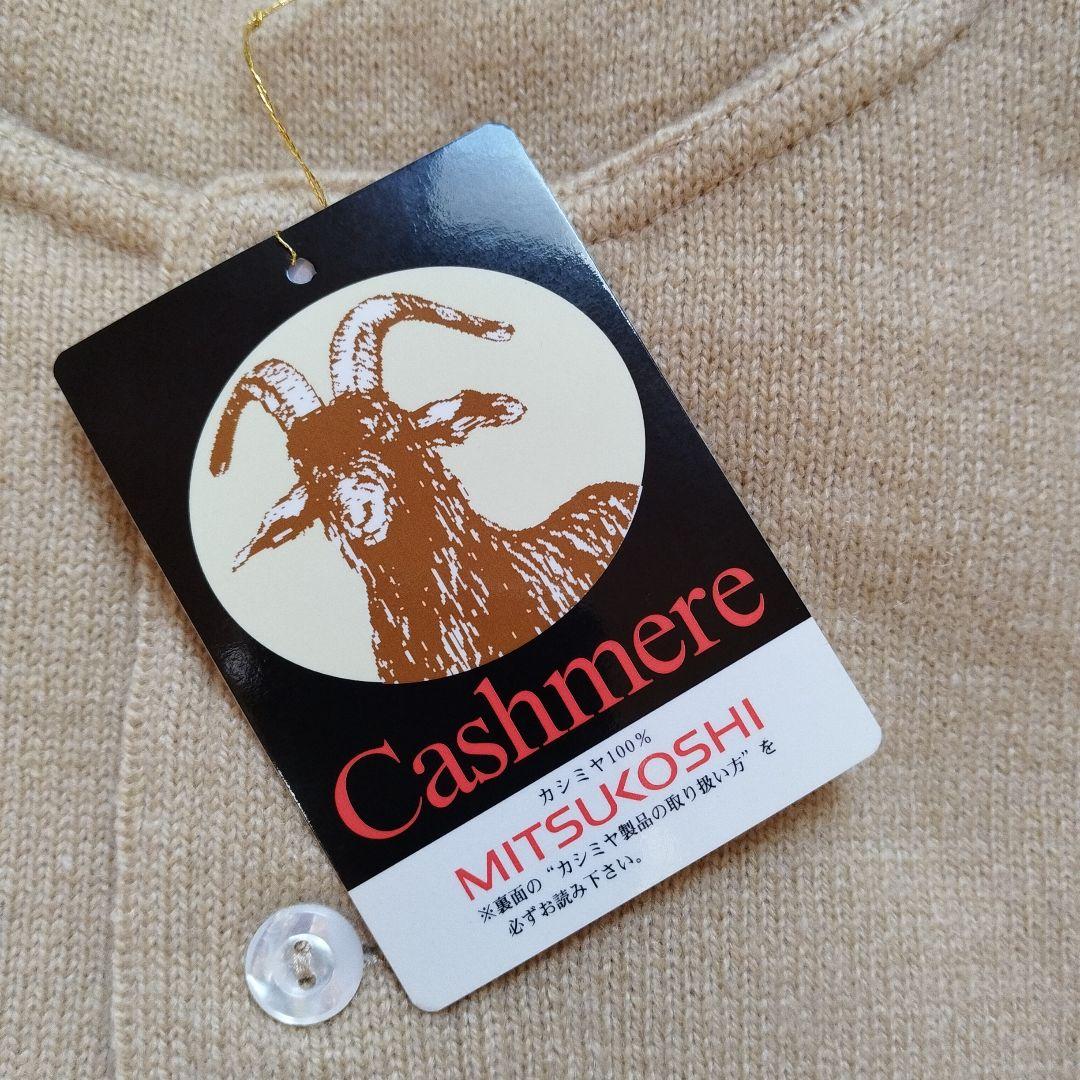 Cashmere
カシミヤ100%
MITSUKOSHI
※裏面の“カシミヤ製品の取り扱い方”を
必ずお読み下さい。